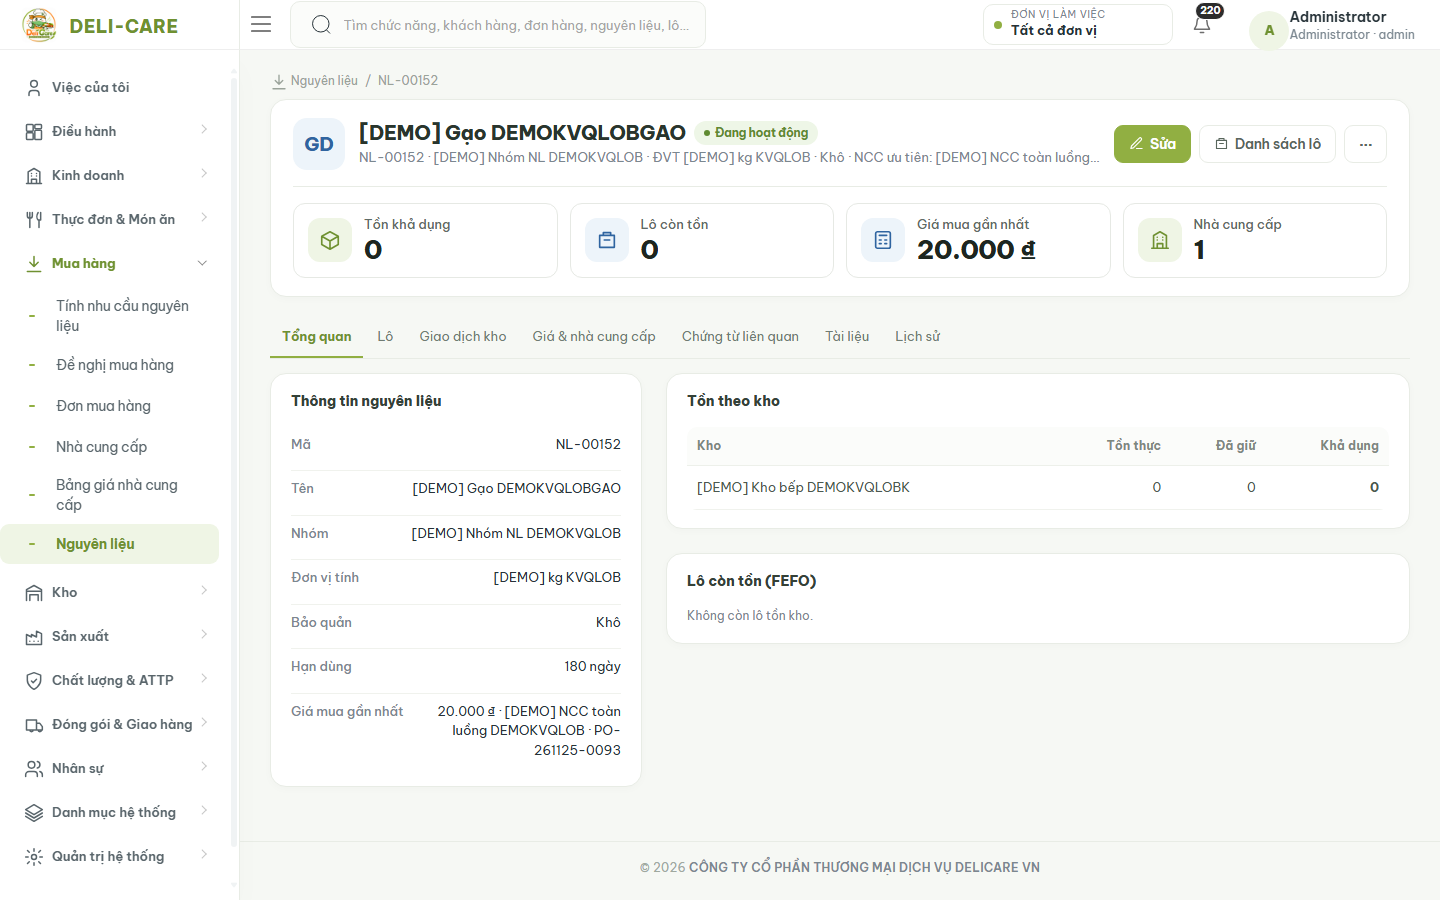 DELI-CARE
Tìm chức năng, khách hàng, đơn hàng, nguyên liệu, lô...
ĐƠN VỊ LÀM VIỆC
Tất cả đơn vị
220
A
Administrator
Administrator · admin
Việc của tôi
Điều hành
Kinh doanh
Thực đơn & Món ăn
Mua hàng
Tính nhu cầu nguyên
liệu
Đề nghị mua hàng
Đơn mua hàng
Nhà cung cấp
Bảng giá nhà cung
cấp
Nguyên liệu
Kho
Sản xuất
Chất lượng & ATTP
Đóng gói & Giao hàng
Nhân sự
Danh mục hệ thống
Quản trị hệ thống
Nguyên liệu / NL-00152
GD
[DEMO] Gạo DEMOKVQLOBGAO
Đang hoạt động
NL-00152 · [DEMO] Nhóm NL DEMOKVQLOB · ĐVT [DEMO] kg KVQLOB · Khô · NCC ưu tiên: [DEMO] NCC toàn luồng...
Sửa
Danh sách lô
...
Tồn khả dụng
0
Lô còn tồn
0
Giá mua gần nhất
20.000 ₫
Nhà cung cấp
1
Tổng quan
Lô
Giao dịch kho
Giá & nhà cung cấp
Chứng từ liên quan
Tài liệu
Lịch sử
Thông tin nguyên liệu
Mã NL-00152
Tên [DEMO] Gạo DEMOKVQLOBGAO
Nhóm [DEMO] Nhóm NL DEMOKVQLOB
Đơn vị tính [DEMO] kg KVQLOB
Bảo quản Khô
Hạn dùng 180 ngày
Giá mua gần nhất 20.000 ₫ · [DEMO] NCC toàn
luồng DEMOKVQLOB · PO-
261125-0093
Tồn theo kho
Kho Tồn thực Đã giữ Khả dụng
[DEMO] Kho bếp DEMOKVQLOBK 0 0 0
Lô còn tồn (FEFO)
Không còn lô tồn kho.
© 2026 CÔNG TY CỔ PHẦN THƯƠNG MẠI DỊCH VỤ DELICARE VN